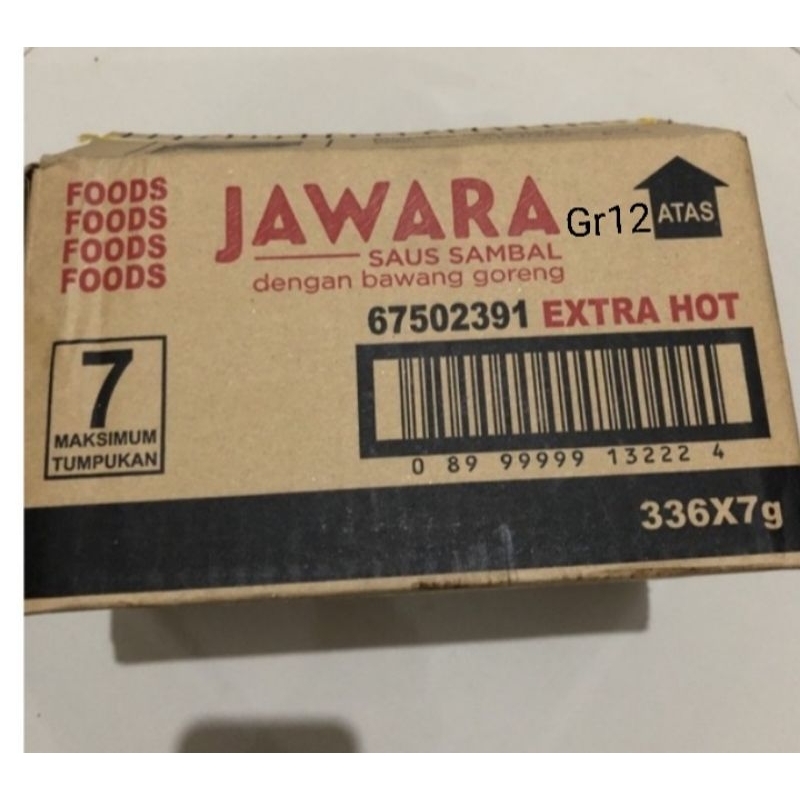 FOODS
FOODS
FOODS
FOODS
JAWARA
Gr12
ATAS
SAUS SAMBAL
dengan bawang goreng
67502391 EXTRA HOT
7
MAKSIMUM
TUMPUKAN
0 89 99999 13222 4
336X7g